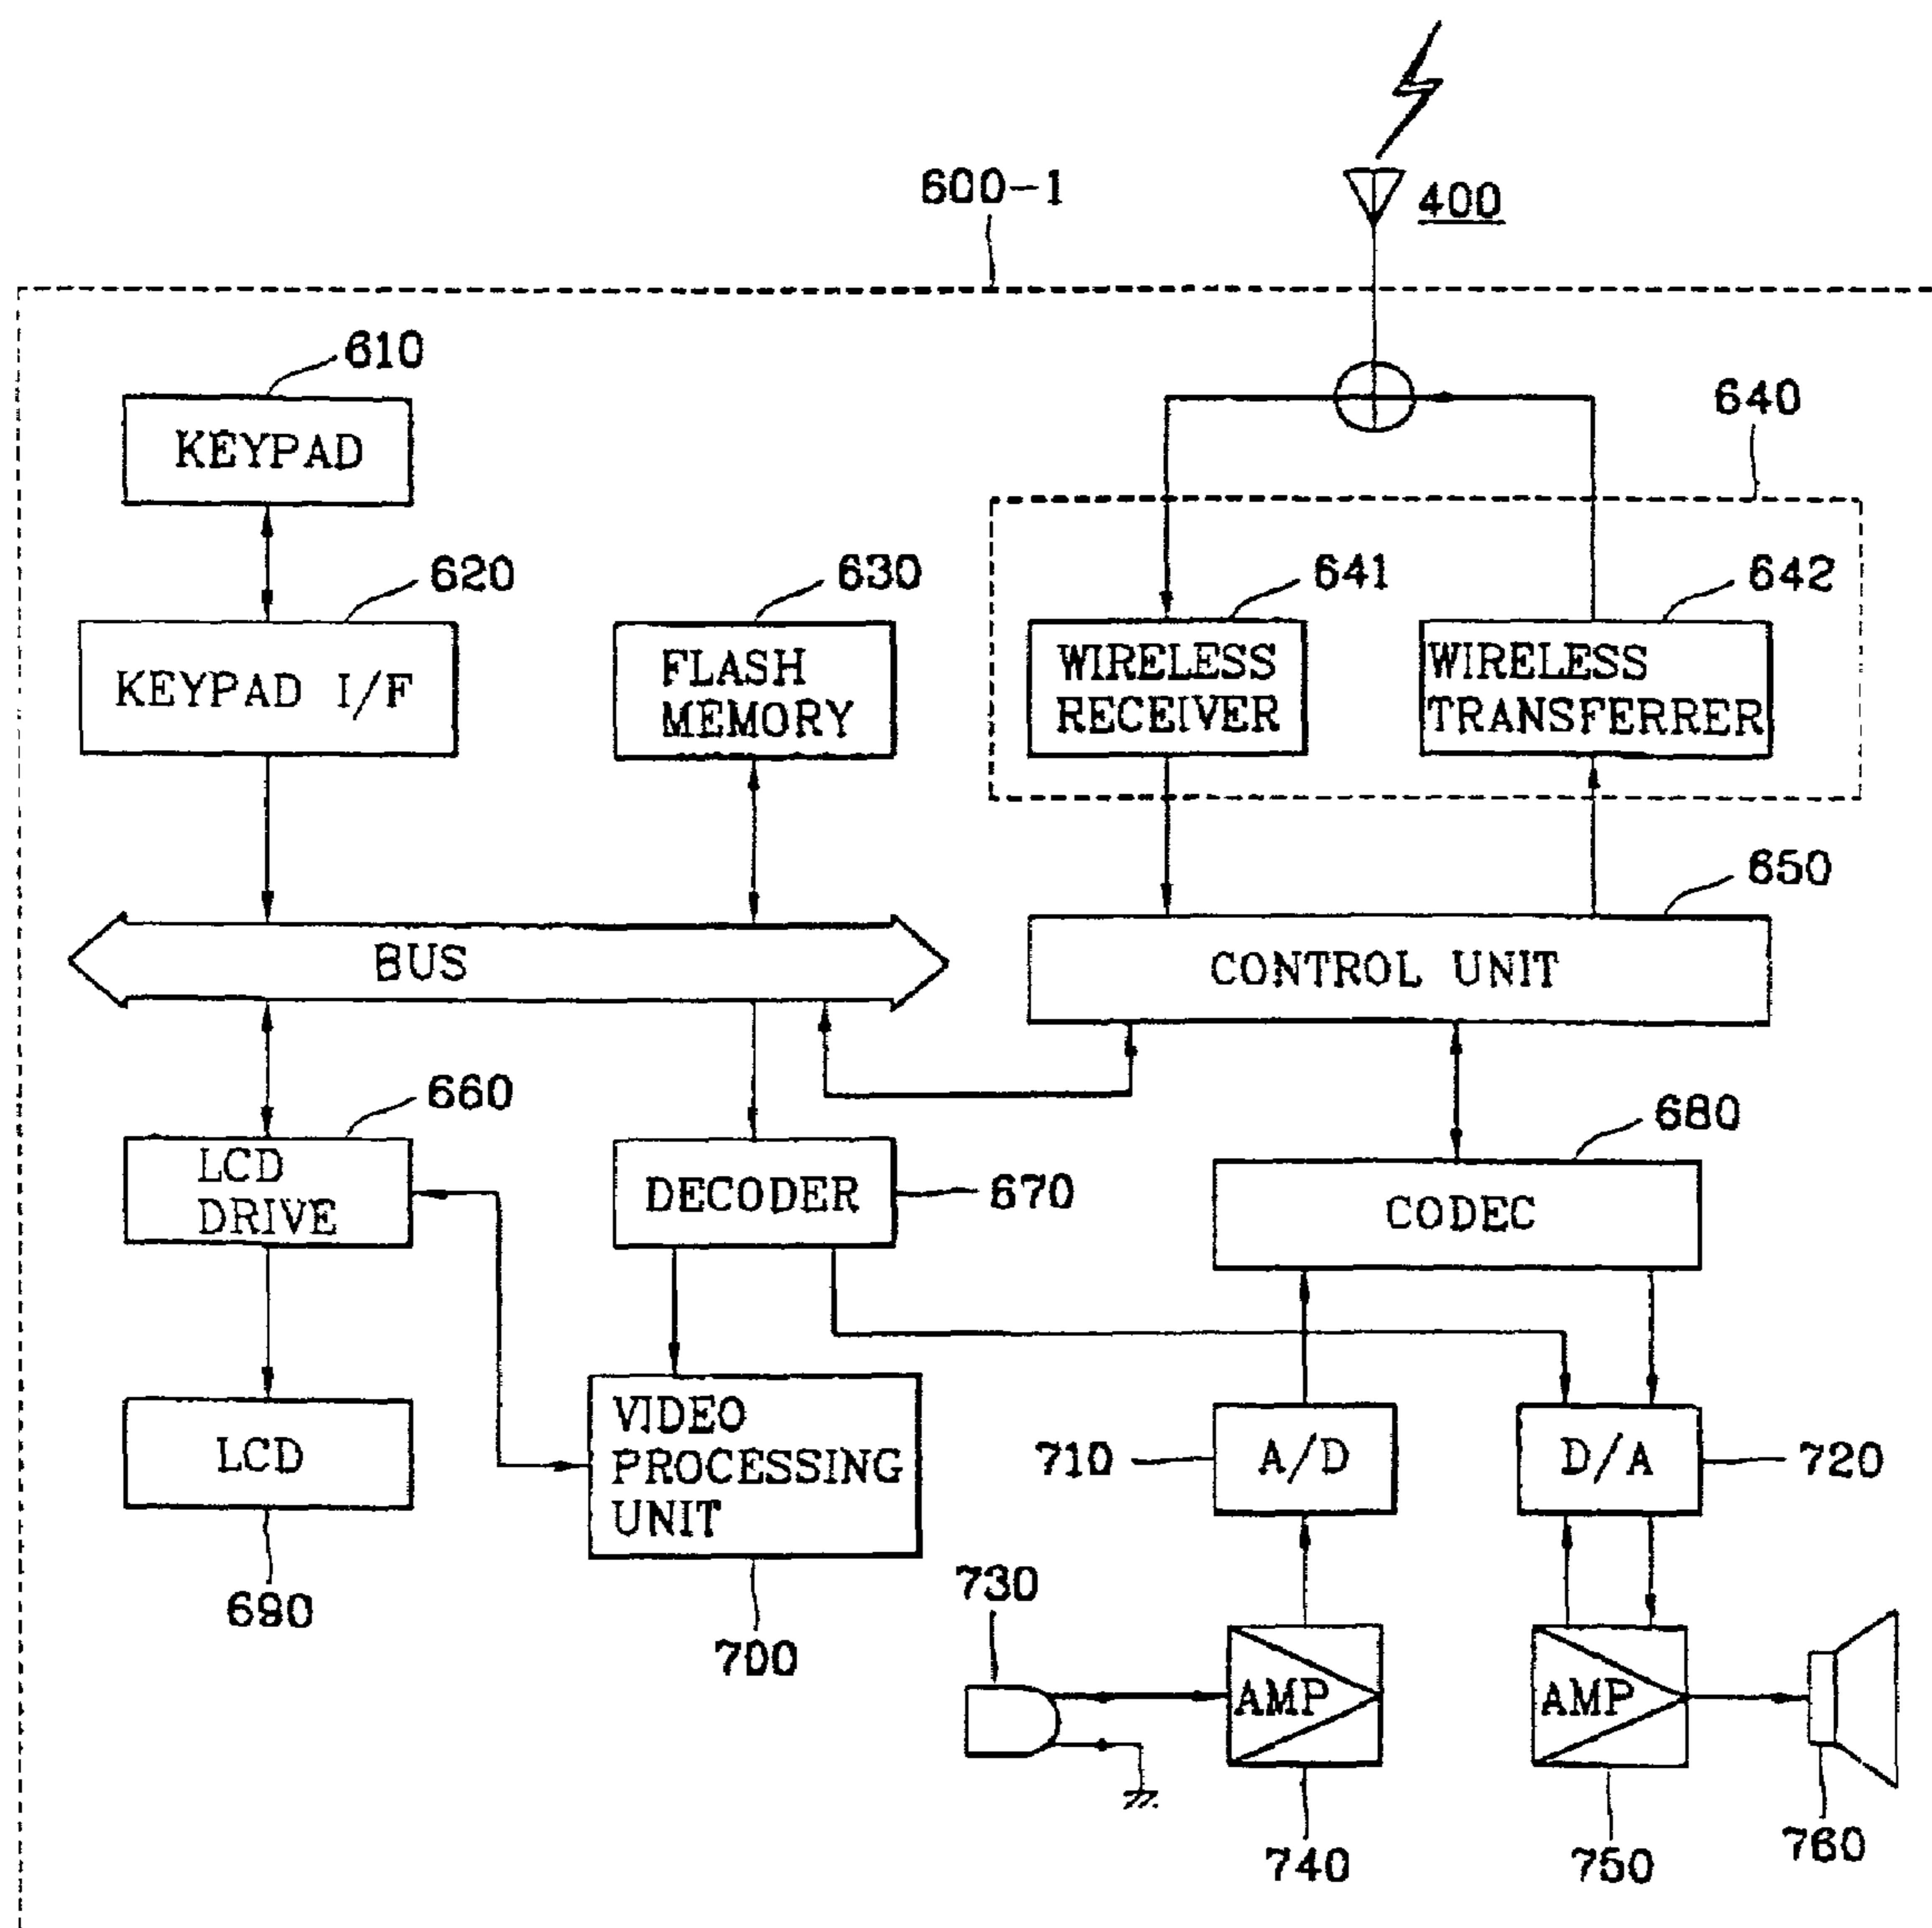 600-1
400
610
KEYPAD
640
620
KEYPAD I/F
630
FLASH
MEMORY
641
WIRELESS
RECEIVER
642
WIRELESS
TRANSFERRER
BUS
650
CONTROL UNIT
660
LCD
DRIVE
DECODER
670
680
CODEC
LCD
690
VIDEO
PROCESSING
UNIT
700
710
A/D
D/A
720
730
AMP
740
AMP
750
760